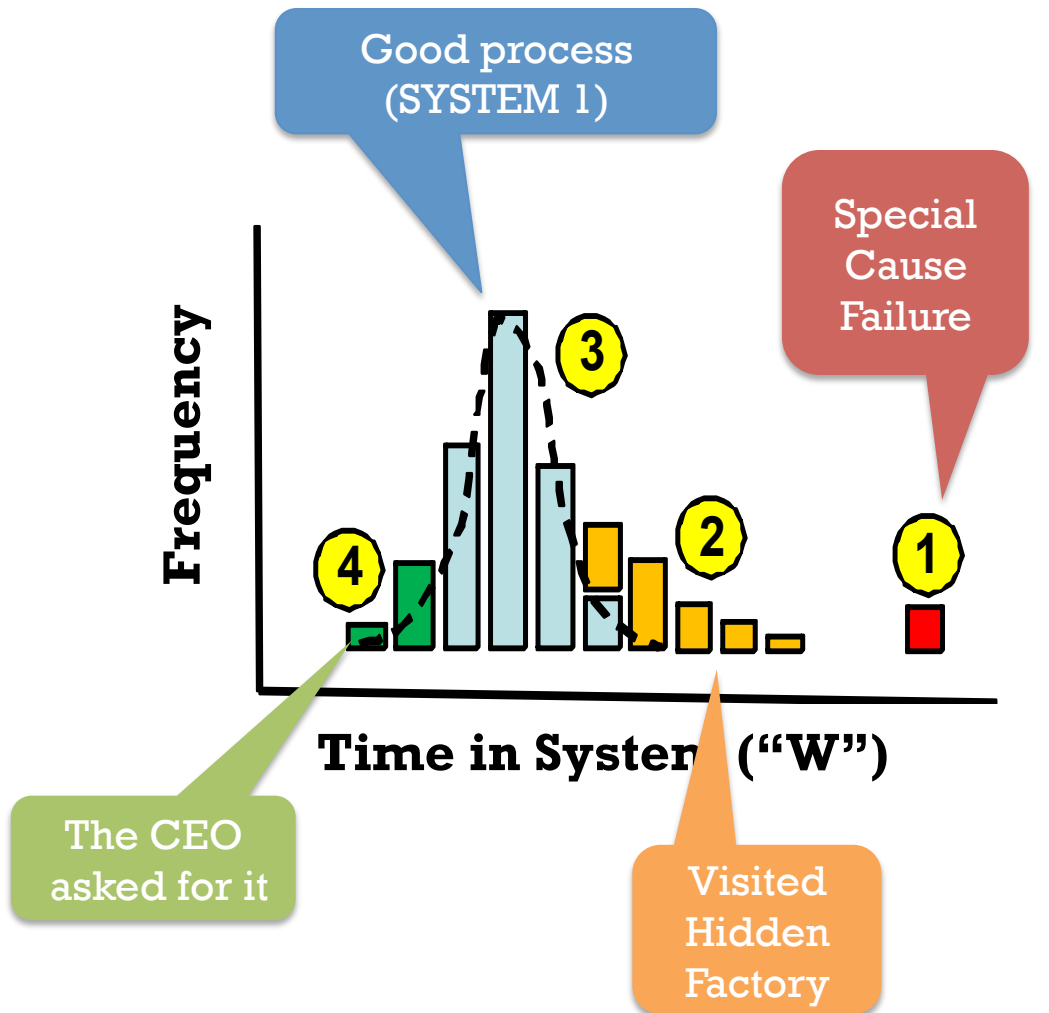 Good process
(SYSTEM 1)
Special
Cause
Failure
Frequency
3
2
1
4
Time in System (“W”)
The CEO
asked for it
Visited
Hidden
Factory